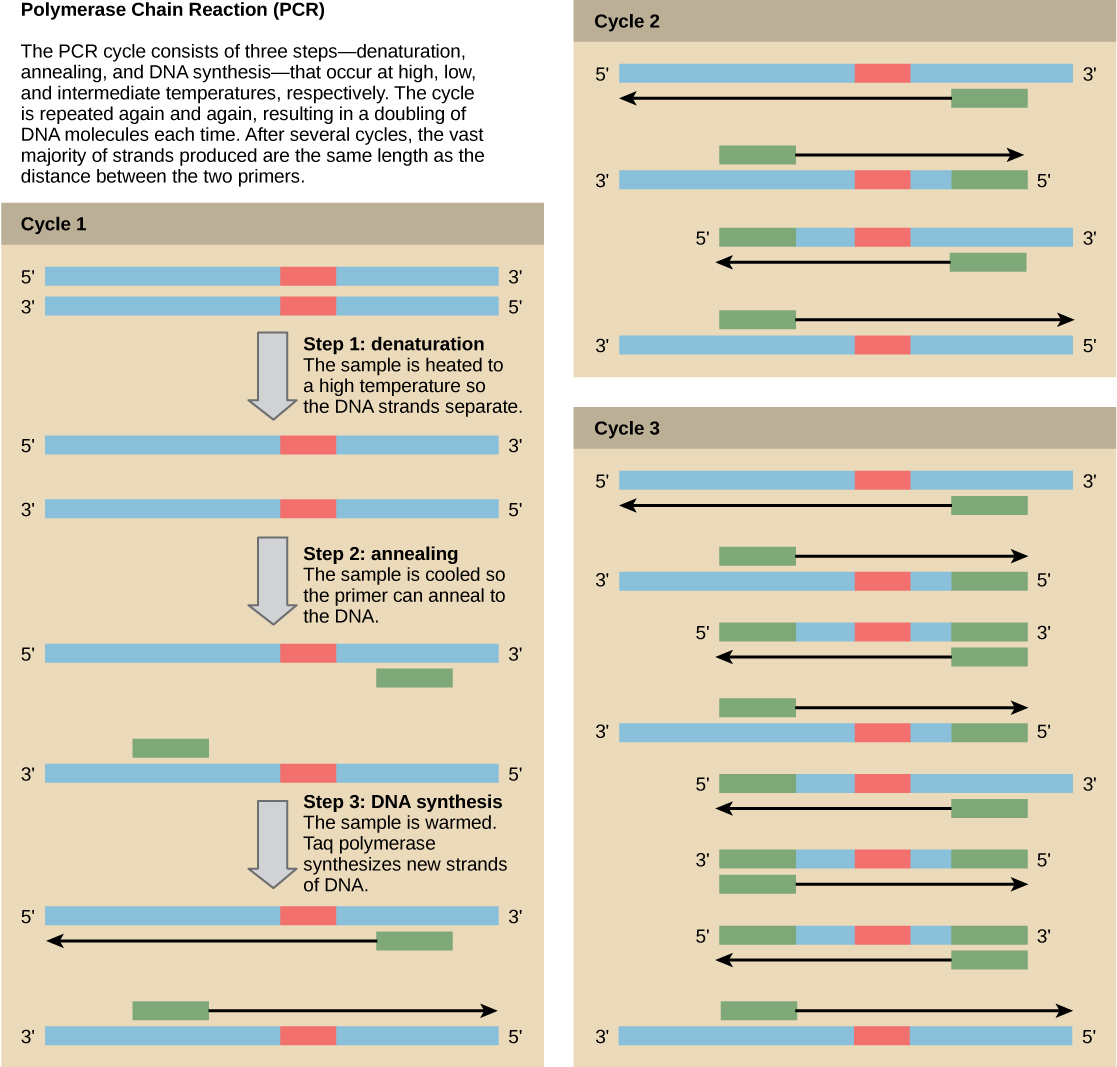 Polymerase Chain Reaction (PCR)
The PCR cycle consists of three steps—denaturation,
annealing, and DNA synthesis—that occur at high, low,
and intermediate temperatures, respectively. The cycle
is repeated again and again, resulting in a doubling of
DNA molecules each time. After several cycles, the vast
majority of strands produced are the same length as the
distance between the two primers.
Cycle 1
5' 3'
3' 5'
Step 1: denaturation
The sample is heated to
a high temperature so
the DNA strands separate.
5' 3'
3' 5'
Step 2: annealing
The sample is cooled so
the primer can anneal to
the DNA.
5' 3'
3' 5'
Step 3: DNA synthesis
The sample is warmed.
Taq polymerase
synthesizes new strands
of DNA.
5' 3'
3' 5'
Cycle 2
5' 3'
3' 5'
5' 3'
3' 5'
Cycle 3
5' 3'
3' 5'
5' 3'
3' 5'
5' 3'
3' 5'
5' 3'
3' 5'